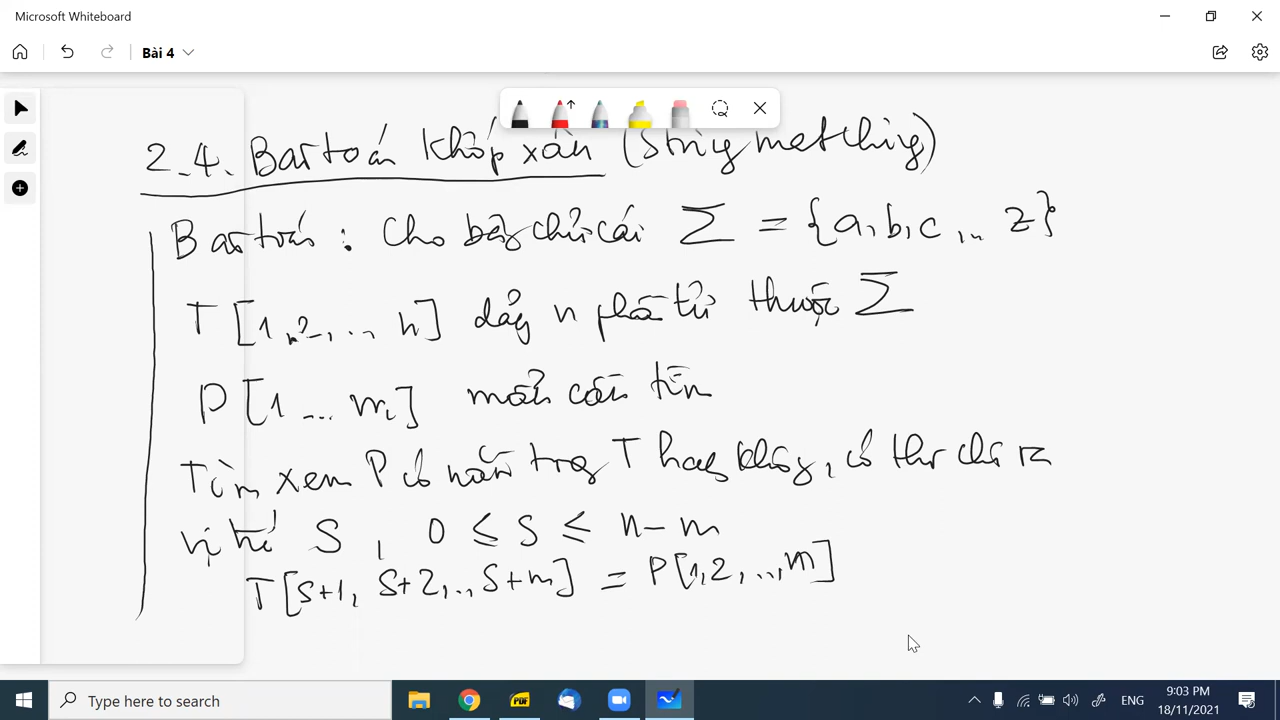 Microsoft Whiteboard
Bài 4
2.4. Bài toán khớp xâu (String matching)
Bài toán: Cho bảng chữ cái Σ = {a, b, c, .. z}
T[1, 2, ..., n] dãy n phần tử thuộc Σ
P[1 ... m] mẫu cần tìm
Tìm xem P có nằm trong T hay không, có thì chỉ ra
vị trí S, 0 ≤ S ≤ n-m
T[S+1, S+2, .., S+m] = P[1, 2, ..., m]
Type here to search
PDF
ENG
9:03 PM
18/11/2021